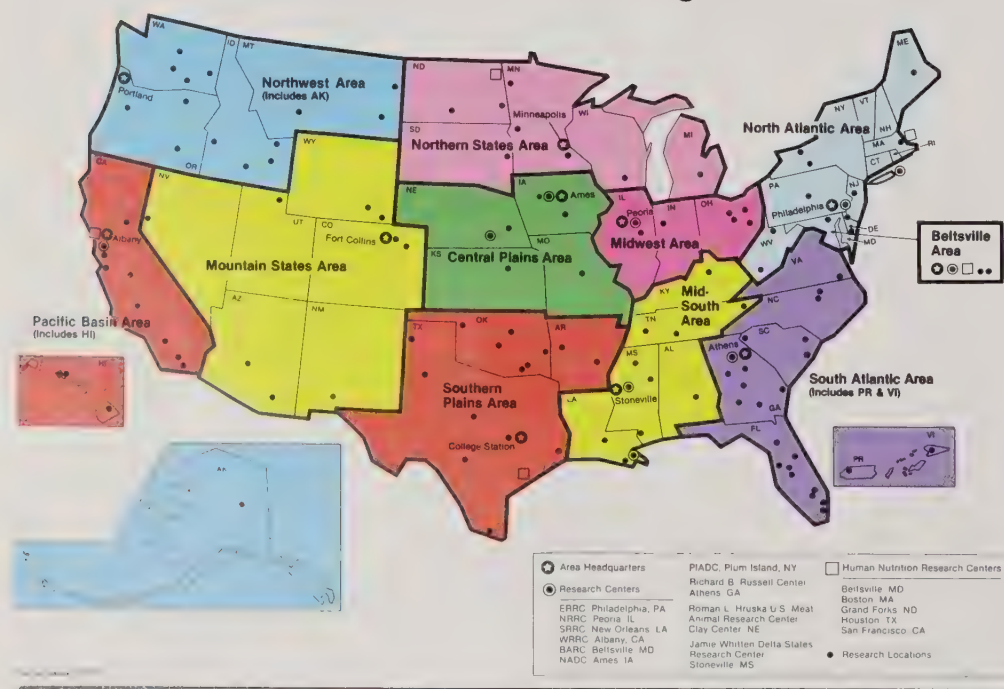 WA
ID
MT
Northwest Area
(Includes AK)
Portland
OR
ND
MN
Minneapolis
WI
MI
SD
Northern States Area
ME
NY
VT
NH
MA
CT
RI
North Atlantic Area
PA
NJ
Philadelphia
DE
MD
WV
Beltsville
Area
CA
NV
Albany
WY
UT
CO
Fort Collins
Mountain States Area
AZ
NM
NE
IA
Ames
KS
MO
Central Plains Area
IL
IN
OH
Peoria
Midwest Area
KY
Mid-
South
Area
TN
MS
AL
LA
Stoneville
VA
NC
SC
Athens
GA
FL
South Atlantic Area
(Includes PR & VI)
PR
VI
Pacific Basin Area
(Includes HI)
HI
TX
OK
AR
Southern
Plains Area
College Station
AK
Area Headquarters
Research Centers
ERRC Philadelphia, PA
NRRC Peoria IL
SRRC New Orleans LA
WRRC Albany, CA
BARC Beltsville MD
NADC Ames IA
PIADC, Plum Island, NY
Richard B Russell Center
Athens GA
Roman L Hruska U S Meat
Animal Research Center
Clay Center NE
Jamie Whitten Delta States
Research Center
Stoneville MS
Human Nutrition Research Centers
Beltsville MD
Boston MA
Grand Forks ND
Houston TX
San Francisco CA
Research Locations